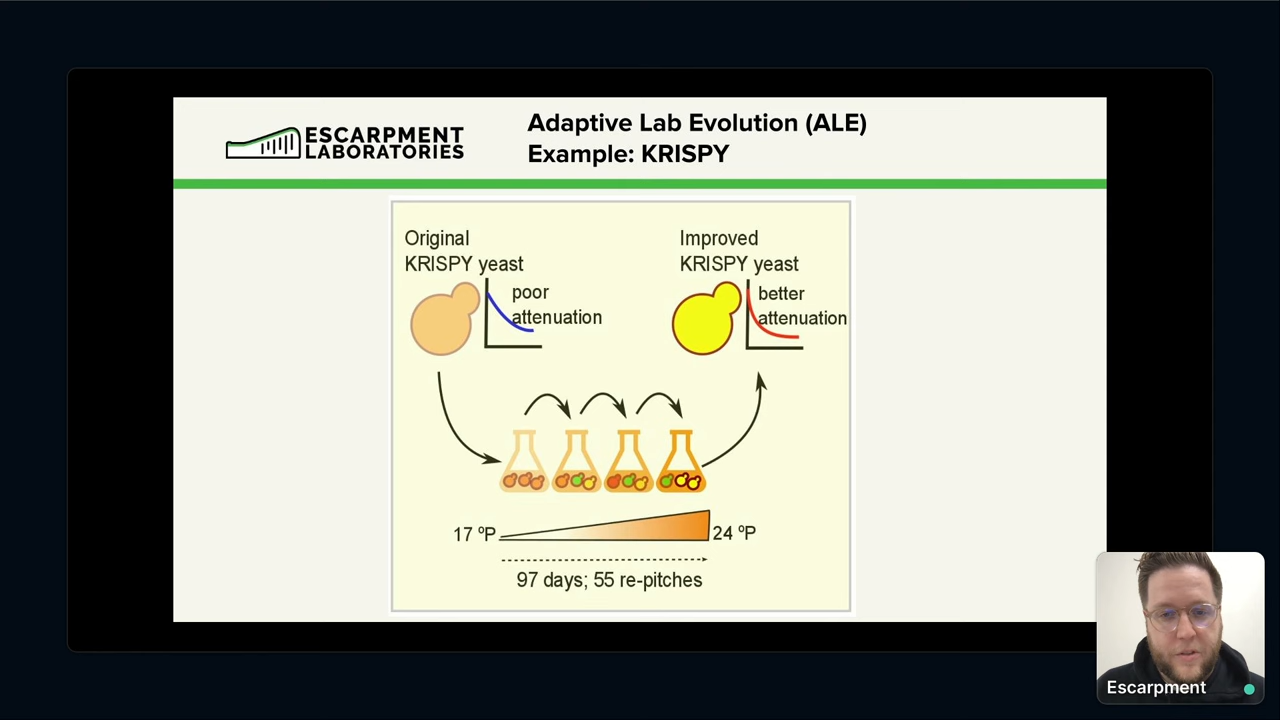 ESCARPMENT
LABORATORIES
Adaptive Lab Evolution (ALE)
Example: KRISPY
Original
KRISPY yeast
poor
attenuation
Improved
KRISPY yeast
better
attenuation
17 ºP
24 ºP
97 days; 55 re-pitches
Escarpment